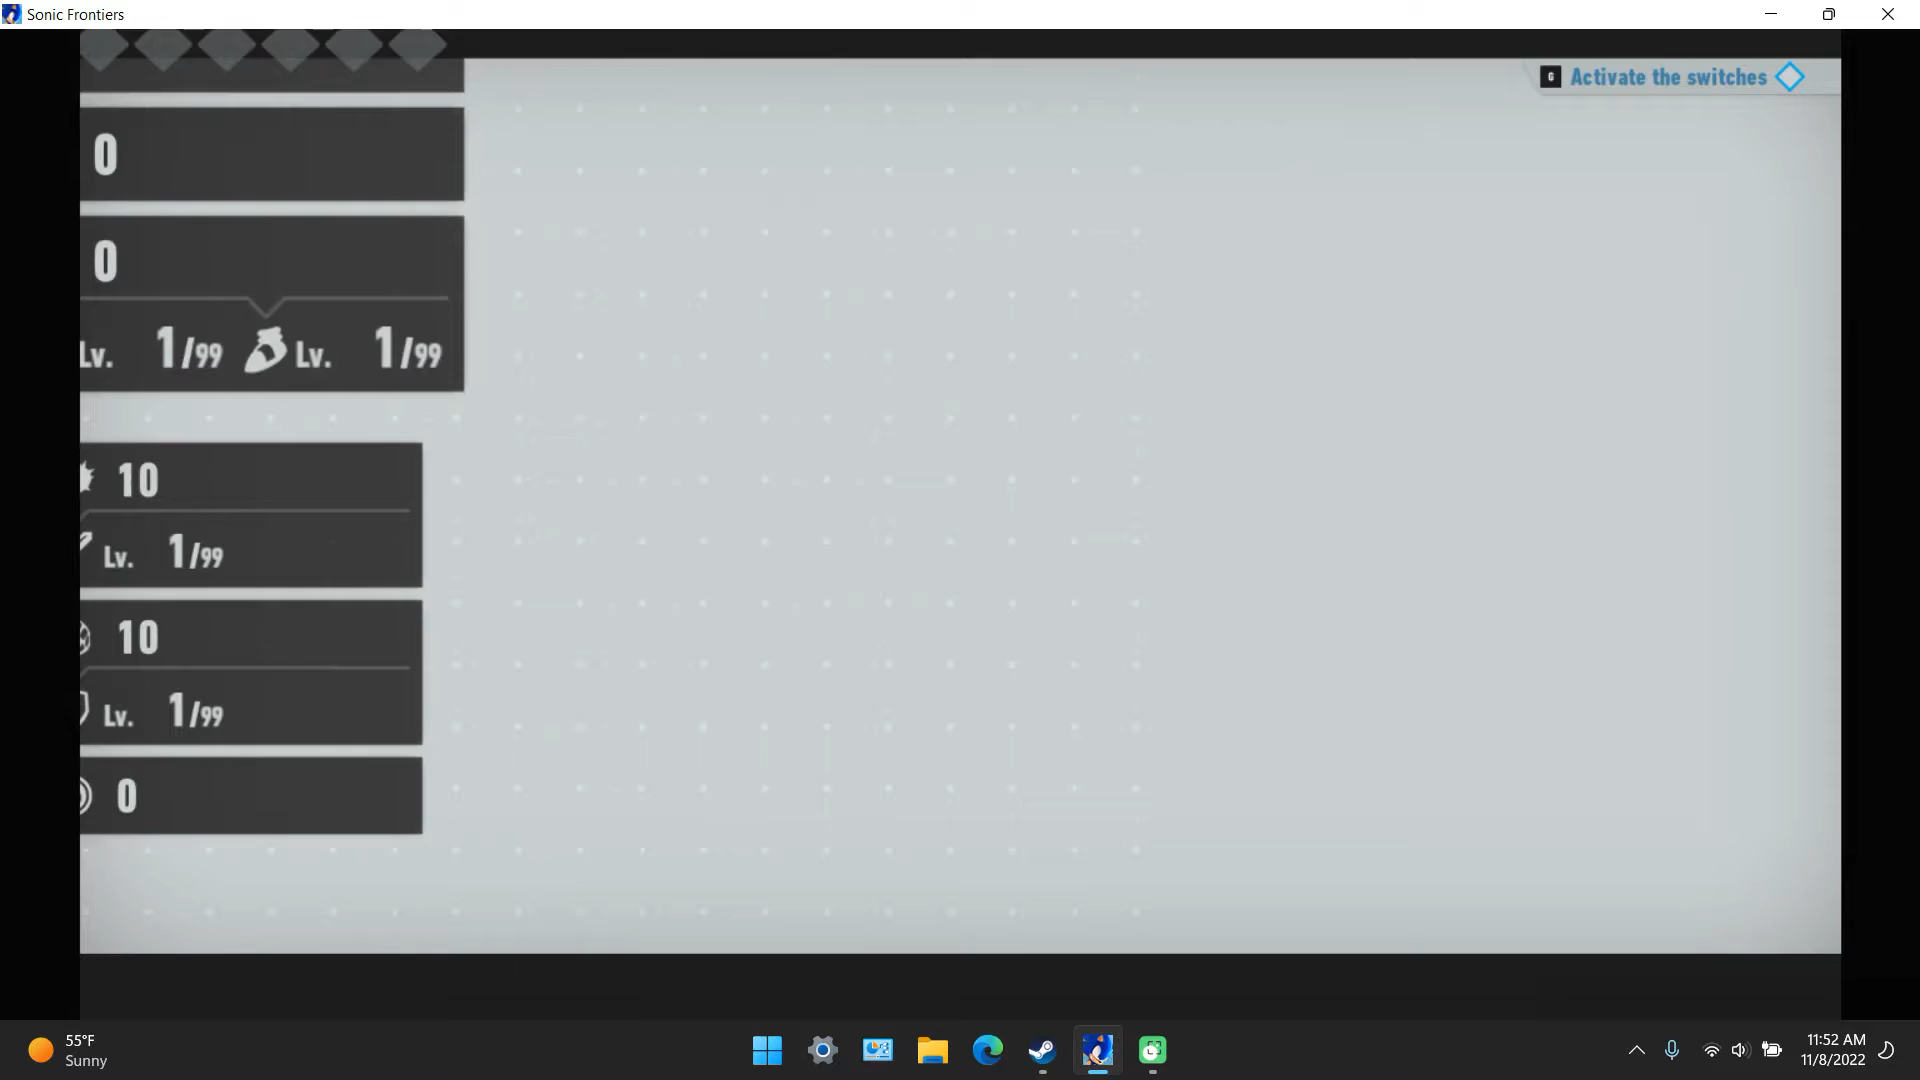 Sonic Frontiers
G Activate the switches
0
0
Lv. 1/99 Lv. 1/99
10
Lv. 1/99
10
Lv. 1/99
0
55°F
Sunny
11:52 AM
11/8/2022